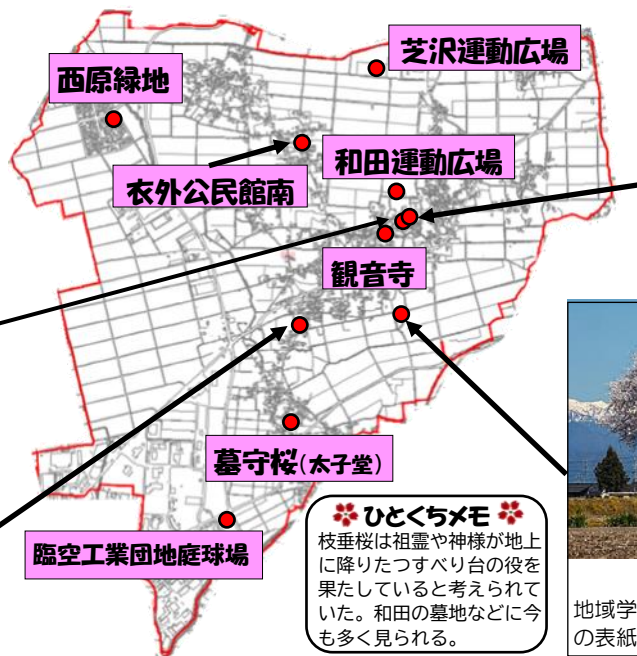 芝沢運動広場
西原緑地
衣外公民館南
和田運動広場
観音寺
墓守桜(太子堂)
臨空工業団地庭球場
ひとくちメモ
枝垂桜は祖霊や神様が地上
に降りたつすべり台の役を
果たしていると考えられて
いた。和田の墓地などに今
も多く見られる。
地域学
の表紙